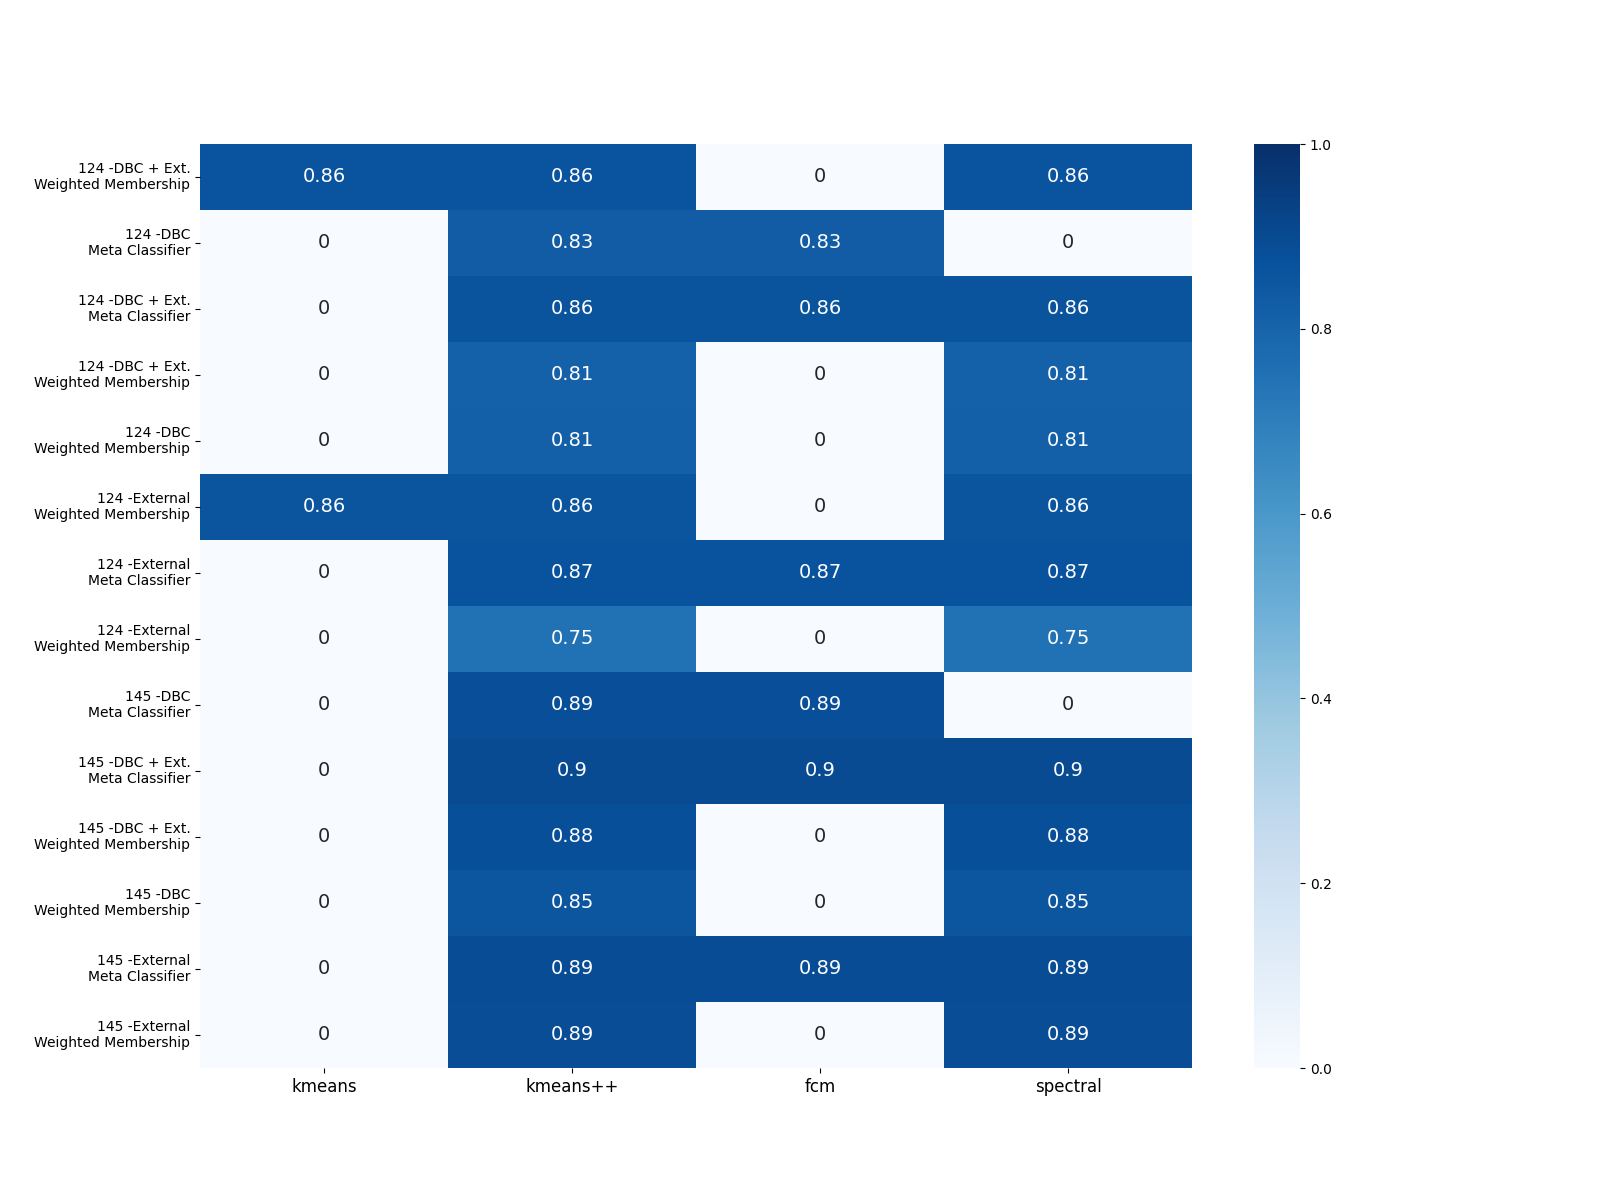 124 -DBC + Ext.
Weighted Membership
0.86 0.86 0 0.86
124 -DBC
Meta Classifier
0 0.83 0.83 0
124 -DBC + Ext.
Meta Classifier
0 0.86 0.86 0.86
124 -DBC + Ext.
Weighted Membership
0 0.81 0 0.81
124 -DBC
Weighted Membership
0 0.81 0 0.81
124 -External
Weighted Membership
0.86 0.86 0 0.86
124 -External
Meta Classifier
0 0.87 0.87 0.87
124 -External
Weighted Membership
0 0.75 0 0.75
145 -DBC
Meta Classifier
0 0.89 0.89 0
145 -DBC + Ext.
Meta Classifier
0 0.9 0.9 0.9
145 -DBC + Ext.
Weighted Membership
0 0.88 0 0.88
145 -DBC
Weighted Membership
0 0.85 0 0.85
145 -External
Meta Classifier
0 0.89 0.89 0.89
145 -External
Weighted Membership
0 0.89 0 0.89
kmeans kmeans++ fcm spectral
1.0
0.8
0.6
0.4
0.2
0.0